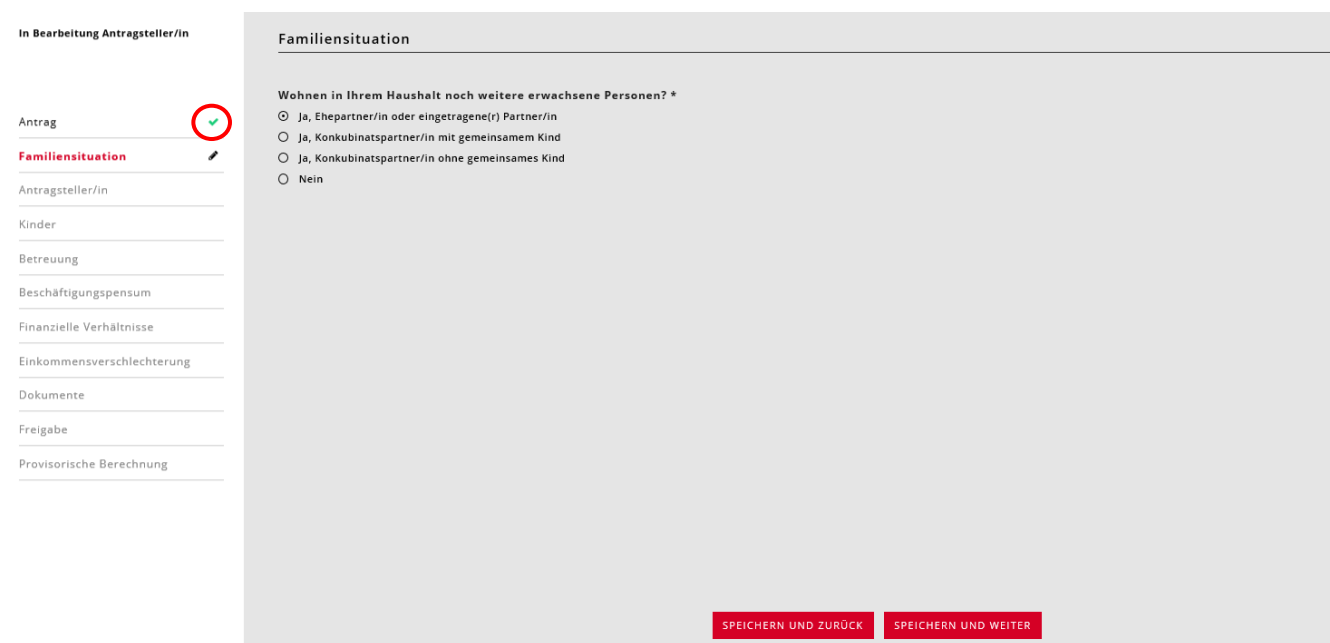 In Bearbeitung Antragsteller/in
Antrag
Familiensituation
Antragsteller/in
Kinder
Betreuung
Beschäftigungspensum
Finanzielle Verhältnisse
Einkommensverschlechterung
Dokumente
Freigabe
Provisorische Berechnung
Familiensituation
Wohnen in Ihrem Haushalt noch weitere erwachsene Personen? *
Ja, Ehepartner/in oder eingetragene(r) Partner/in
Ja, Konkubinatspartner/in mit gemeinsamem Kind
Ja, Konkubinatspartner/in ohne gemeinsames Kind
Nein
SPEICHERN UND ZURÜCK
SPEICHERN UND WEITER